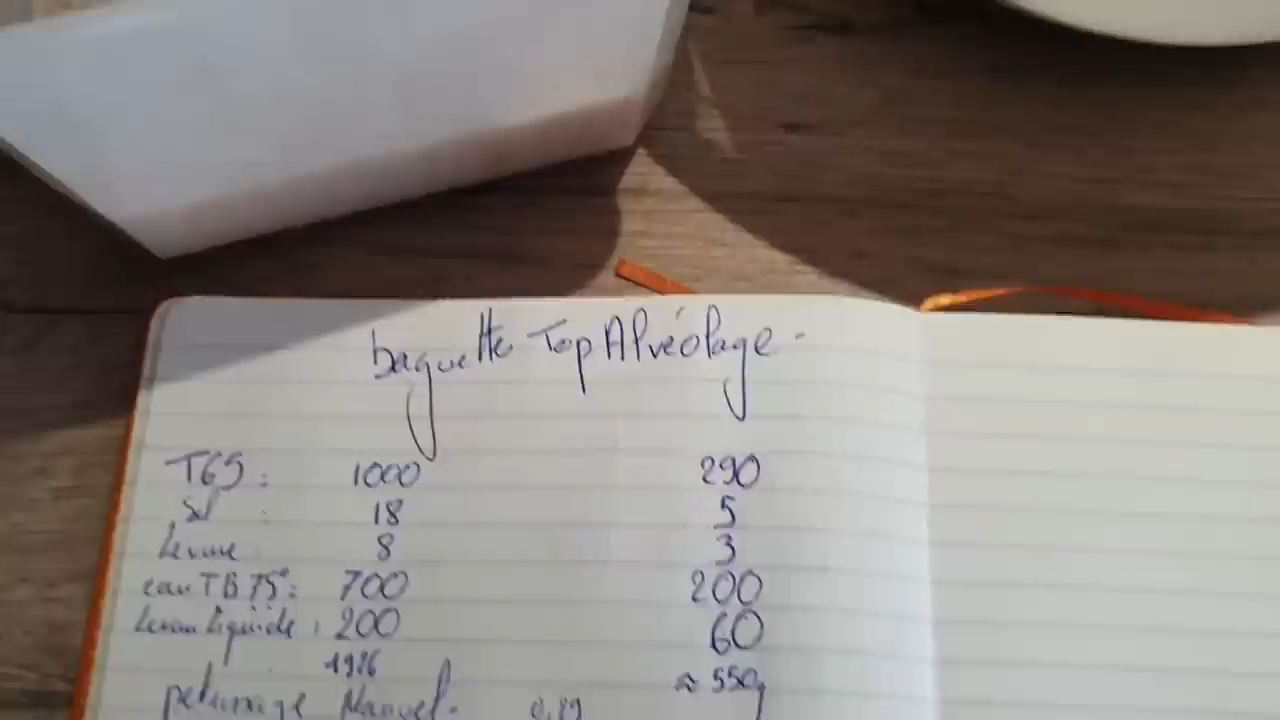 baguette Top Alvéolage -
T65 : 1000 290
Sel : 18 5
Levure 8 3
eau TB 75° : 700 200
Levain Liquide : 200 60
1926 ≈ 550g
Manuel -